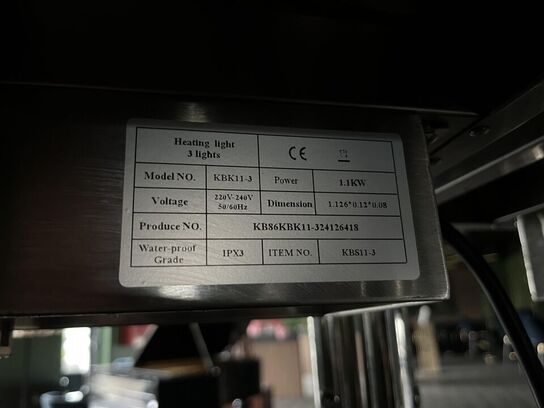 Heating light
3 lights
CE
Model NO. KBK11-3 Power 1.1KW
Voltage 220V-240V 50/60Hz Dimension 1.126*0.12*0.08
Produce NO. KB86KBK11-324126418
Water-proof Grade IPX3 ITEM NO. KBS11-3